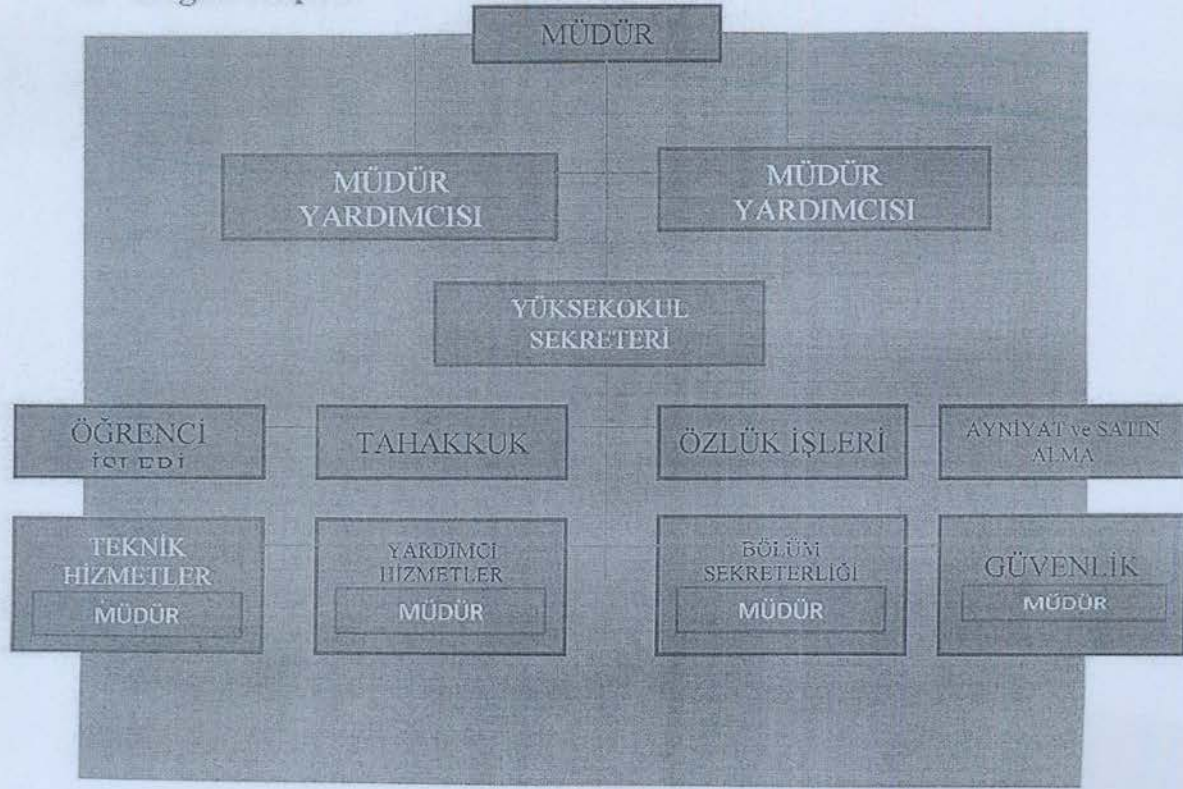 MÜDÜR
MÜDÜR
YARDIMCISI
MÜDÜR
YARDIMCISI
YÜKSEKOKUL
SEKRETERİ
ÖĞRENCİ
İŞLERİ
TAHAKKUK
ÖZLÜK İŞLERİ
AYNİYAT ve SATIN
ALMA
TEKNİK
HİZMETLER
MÜDÜR
YARDIMCI
HİZMETLER
MÜDÜR
BÖLÜM
SEKRETERLİĞİ
MÜDÜR
GÜVENLİK
MÜDÜR